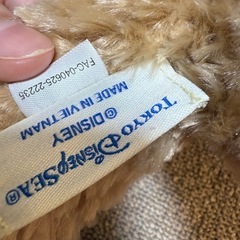 FAC-040625-22235
TOKYO DISNEYSEA®
© DISNEY
MADE IN VIETNAM